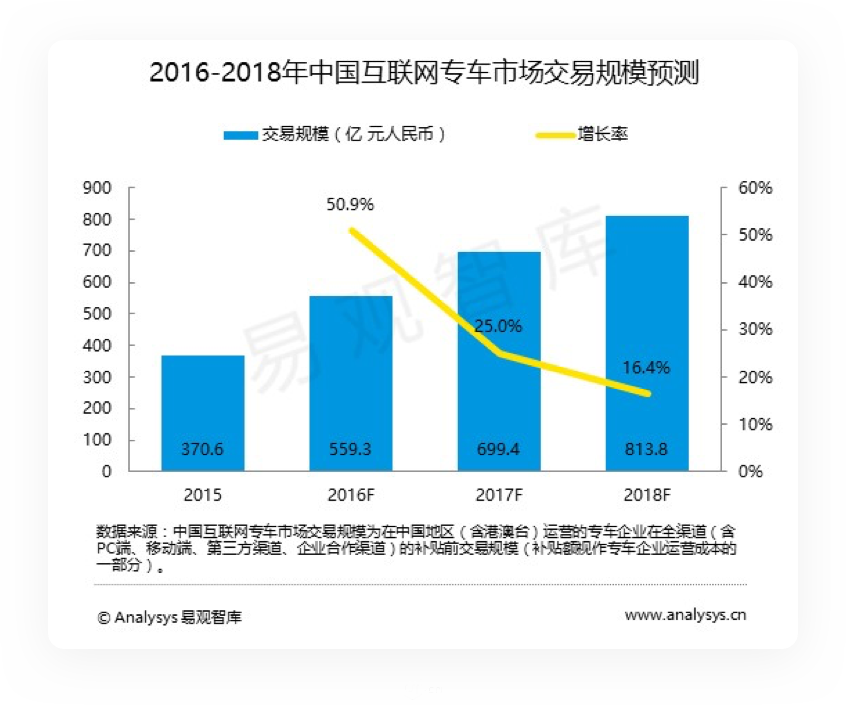 2016-2018年中国互联网专车市场交易规模预测
交易规模（亿 元人民币） 增长率
900 60%
800 50.9% 50%
700
600 40%
500 25.0% 30%
400 16.4%
300 20%
200
100 370.6 559.3 699.4 813.8 10%
0 0%
2015 2016F 2017F 2018F
易观智库
数据来源：中国互联网专车市场交易规模为在中国地区（含港澳台）运营的专车企业在全渠道（含
PC端、移动端、第三方渠道、企业合作渠道）的补贴前交易规模（补贴额视作专车企业运营成本的
一部分）。
© Analysys 易观智库 www.analysys.cn